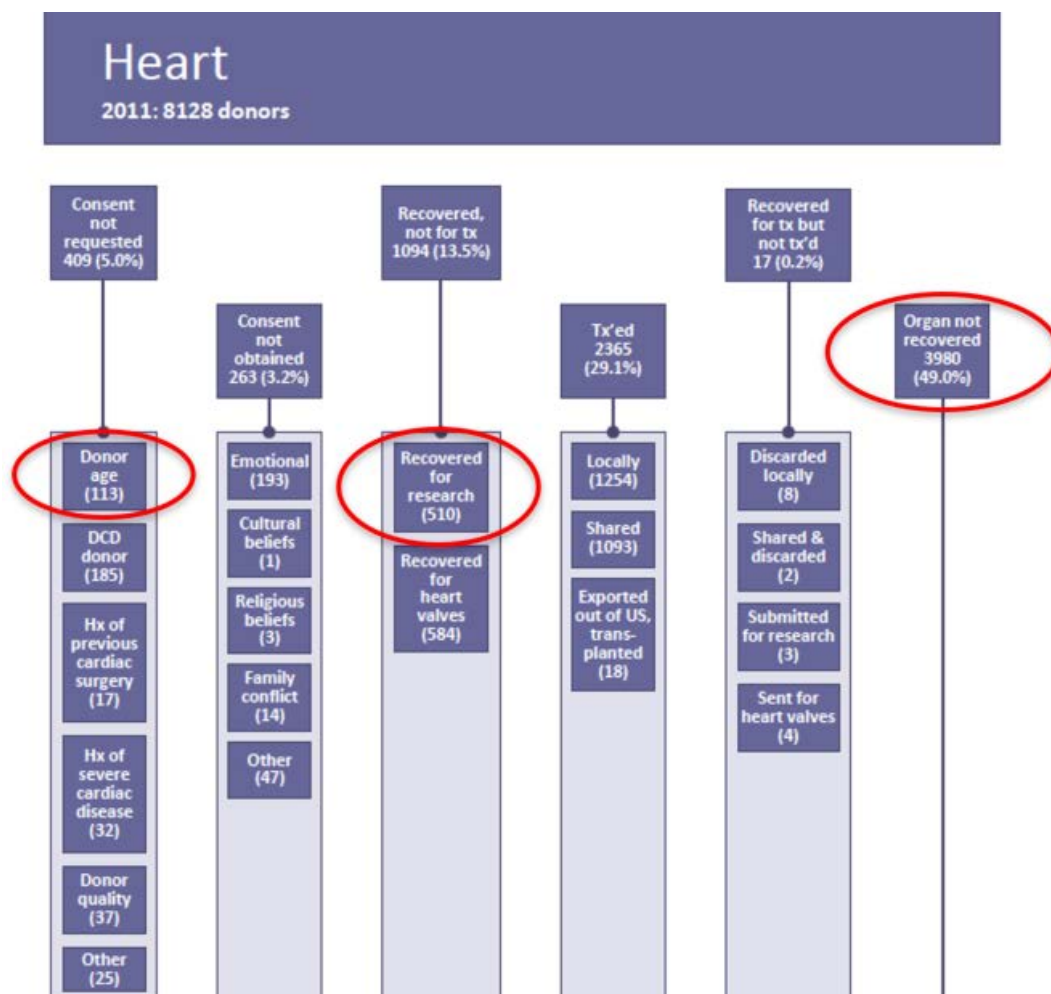 Heart
2011: 8128 donors
Consent
not
requested
409 (5.0%)
Donor
age
(113)
DCD
donor
(185)
Hx of
previous
cardiac
surgery
(17)
Hx of
severe
cardiac
disease
(32)
Donor
quality
(37)
Other
(25)
Consent
not
obtained
263 (3.2%)
Emotional
(193)
Cultural
beliefs
(1)
Religious
beliefs
(3)
Family
conflict
(14)
Other
(47)
Recovered,
not for tx
1094 (13.5%)
Recovered
for
research
(510)
Recovered
for
heart
valves
(584)
Tx'ed
2365
(29.1%)
Locally
(1254)
Shared
(1093)
Exported
out of US,
trans-
planted
(18)
Recovered
for tx but
not tx'd
17 (0.2%)
Discarded
locally
(8)
Shared &
discarded
(2)
Submitted
for research
(3)
Sent for
heart valves
(4)
Organ not
recovered
3980
(49.0%)